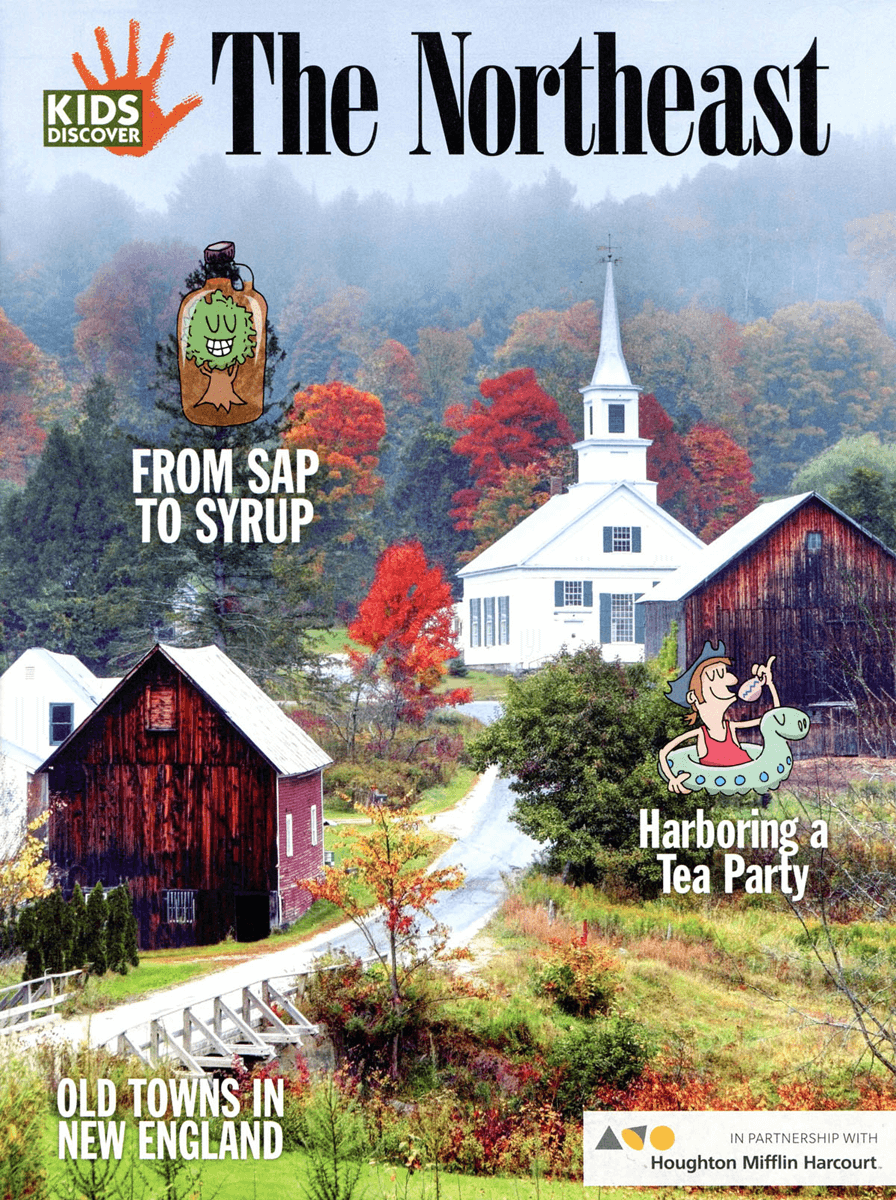 KIDS
DISCOVER
The Northeast
FROM SAP
TO SYRUP
Harboring a
Tea Party
OLD TOWNS IN
NEW ENGLAND
IN PARTNERSHIP WITH
Houghton Mifflin Harcourt